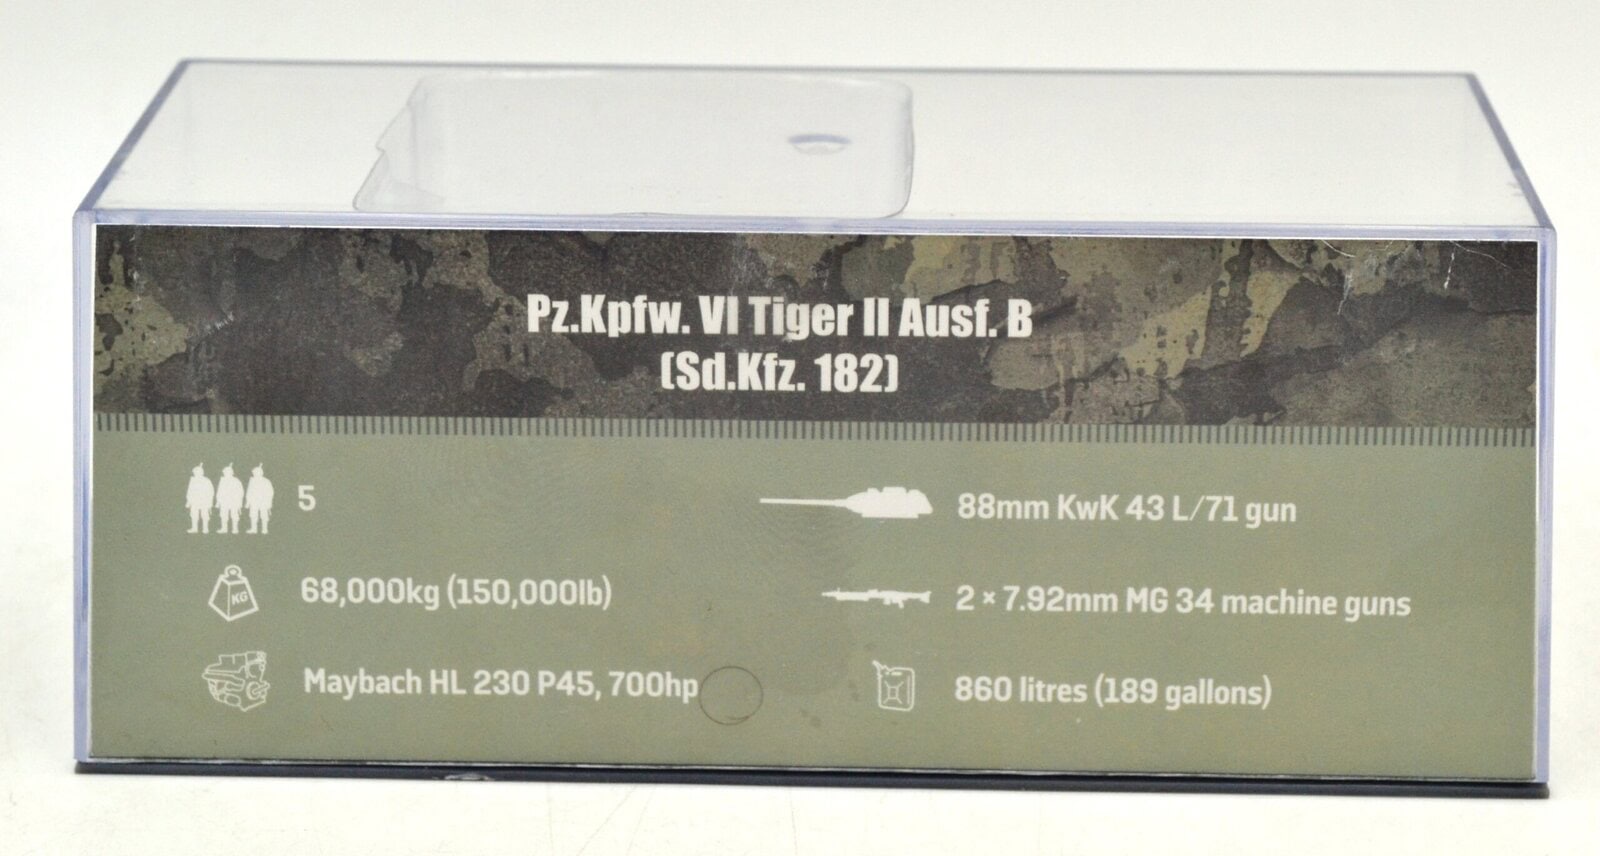 Pz.Kpfw. VI Tiger II Ausf. B
(Sd.Kfz. 182)
5
88mm KwK 43 L/71 gun
KG
68,000kg (150,000lb)
2 × 7.92mm MG 34 machine guns
Maybach HL 230 P45, 700hp
860 litres (189 gallons)